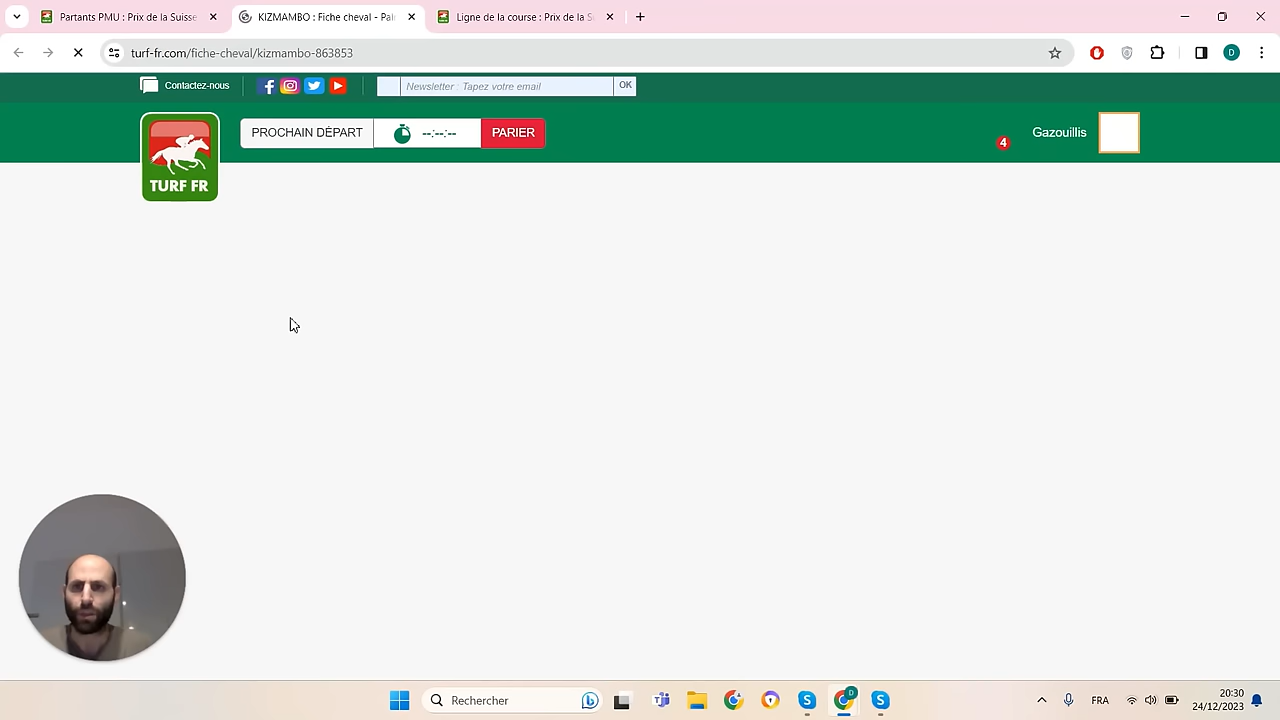 Partants PMU : Prix de la Suisse
KIZMAMBO : Fiche cheval - Pai
Ligne de la course : Prix de la S
turf-fr.com/fiche-cheval/kizmambo-863853
D
Contactez-nous
Newsletter : Tapez votre email
OK
PROCHAIN DÉPART
--:--:--
PARIER
4
Gazouillis
TURF FR
Rechercher
D
FRA
20:30
24/12/2023